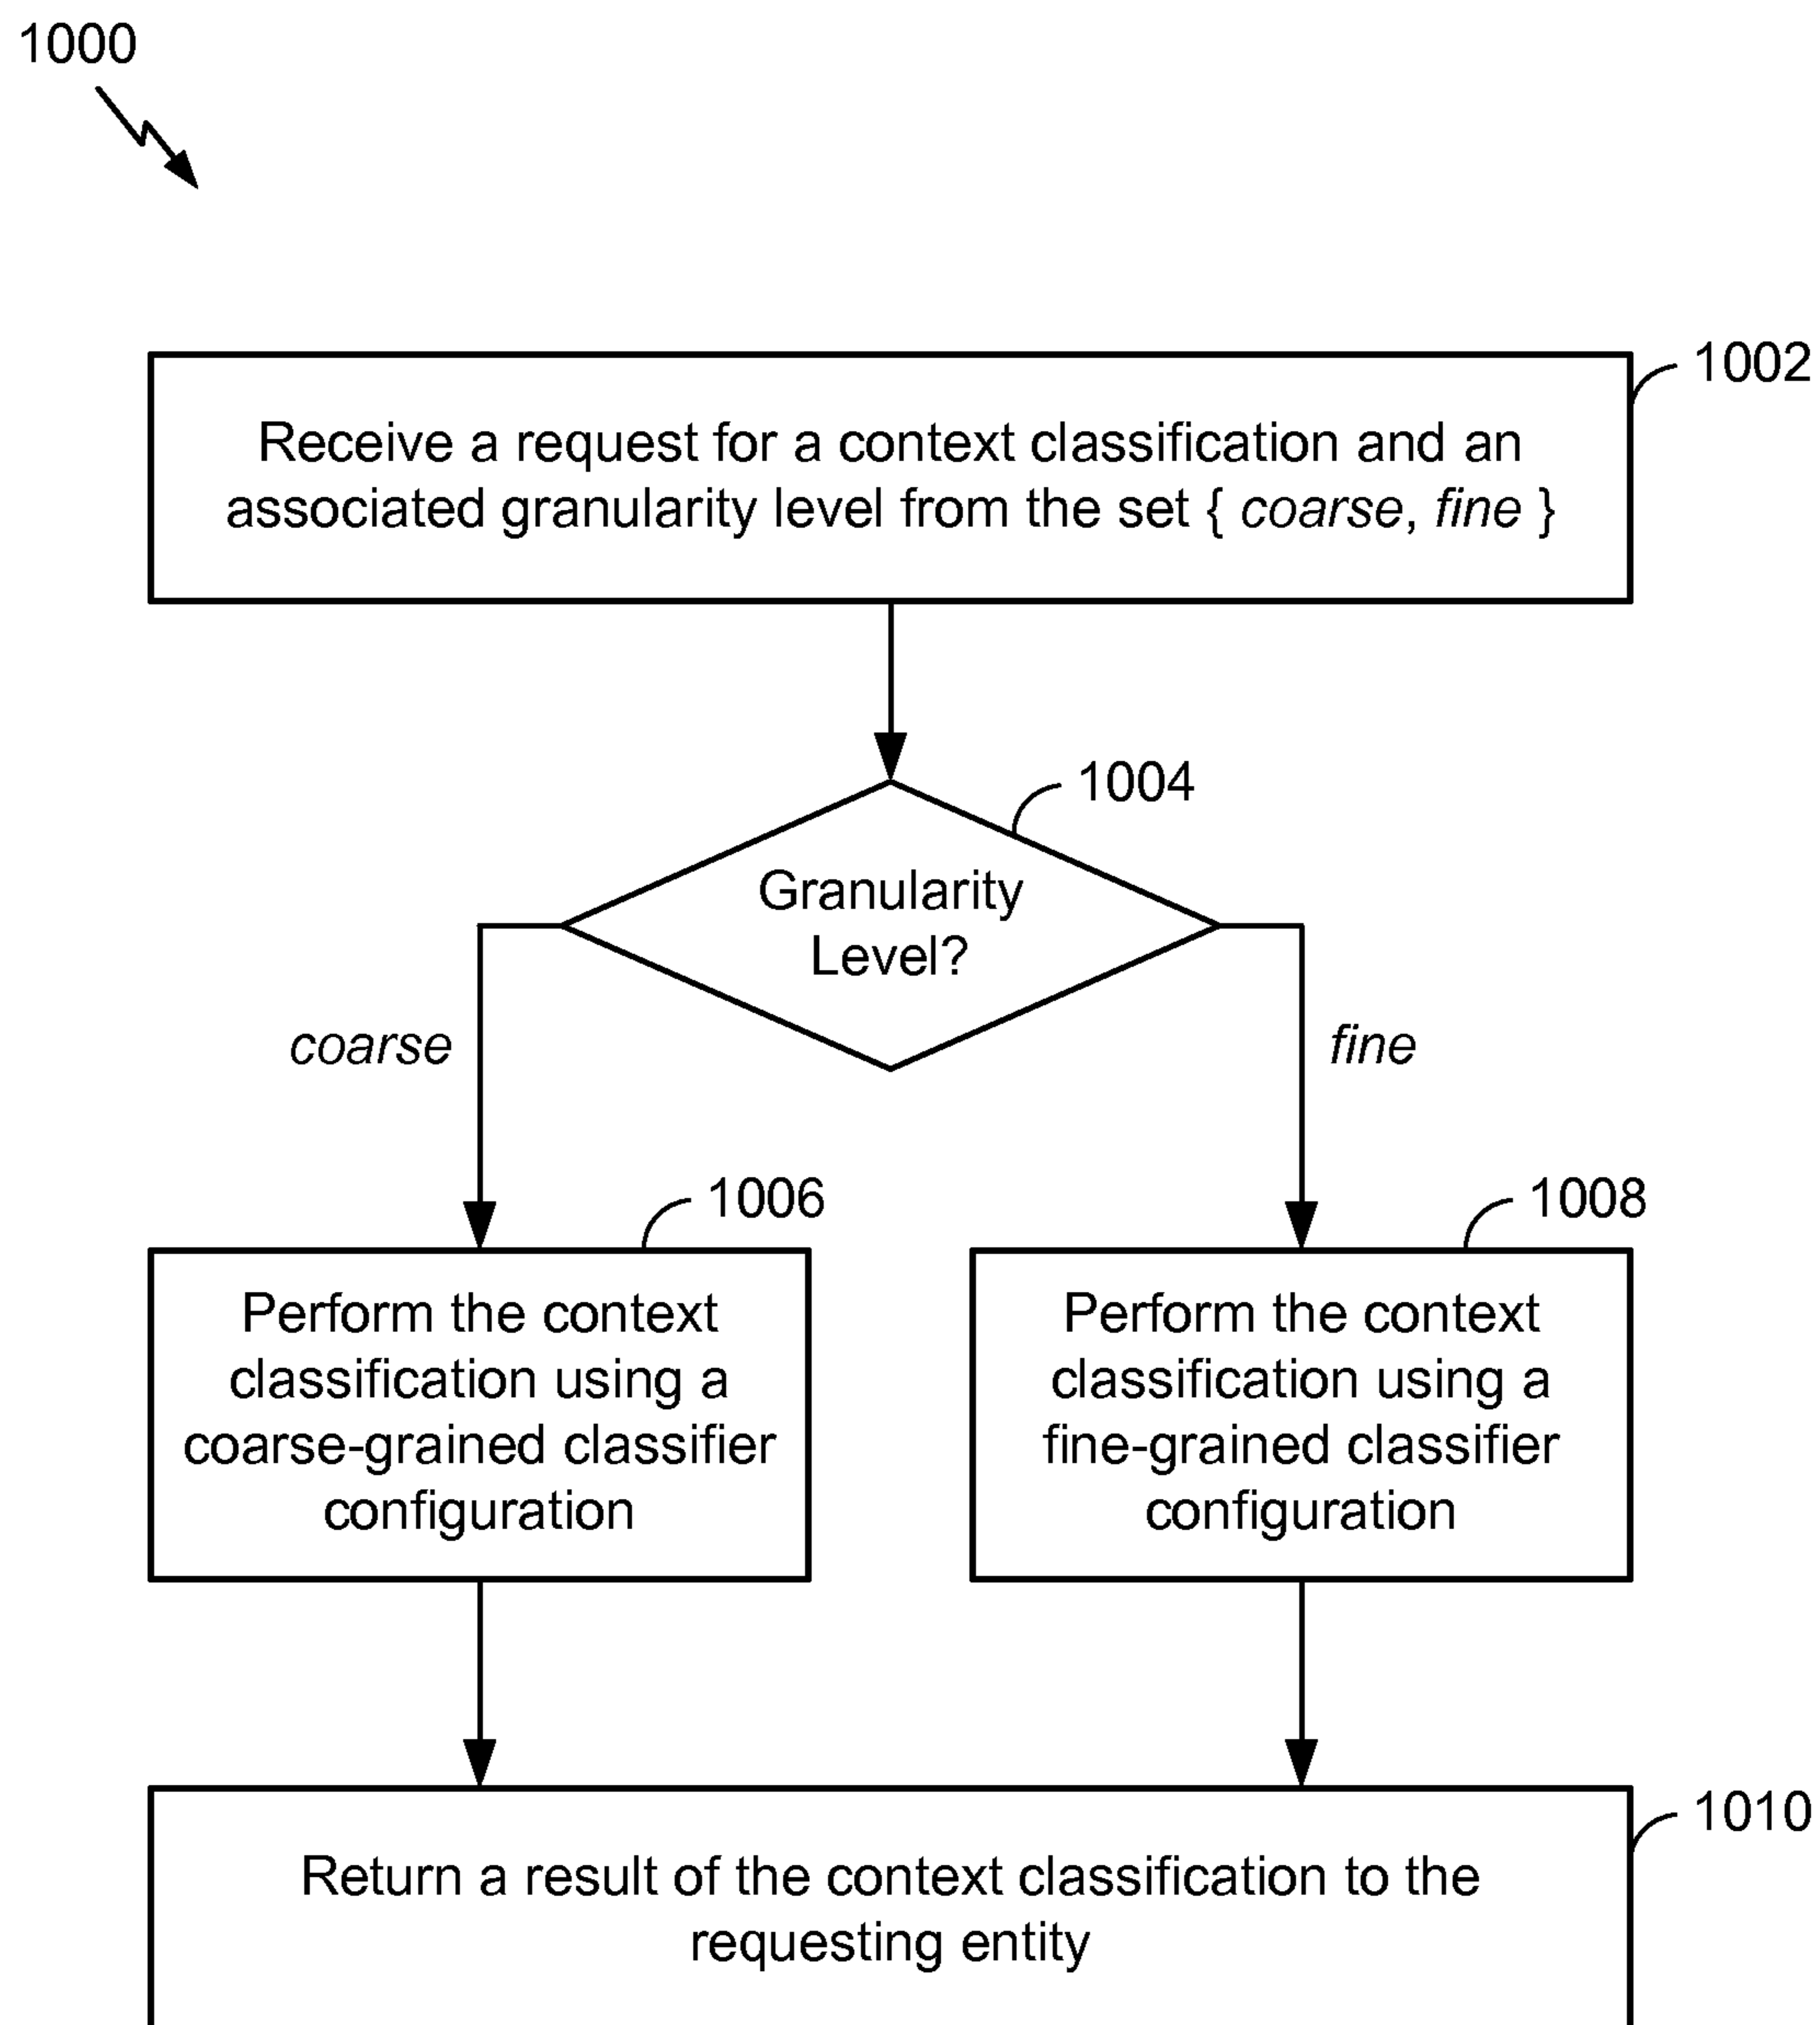 1000
1002
Receive a request for a context classification and an
associated granularity level from the set { coarse, fine }
1004
Granularity
Level?
coarse
fine
1006
1008
Perform the context
classification using a
coarse-grained classifier
configuration
Perform the context
classification using a
fine-grained classifier
configuration
1010
Return a result of the context classification to the
requesting entity